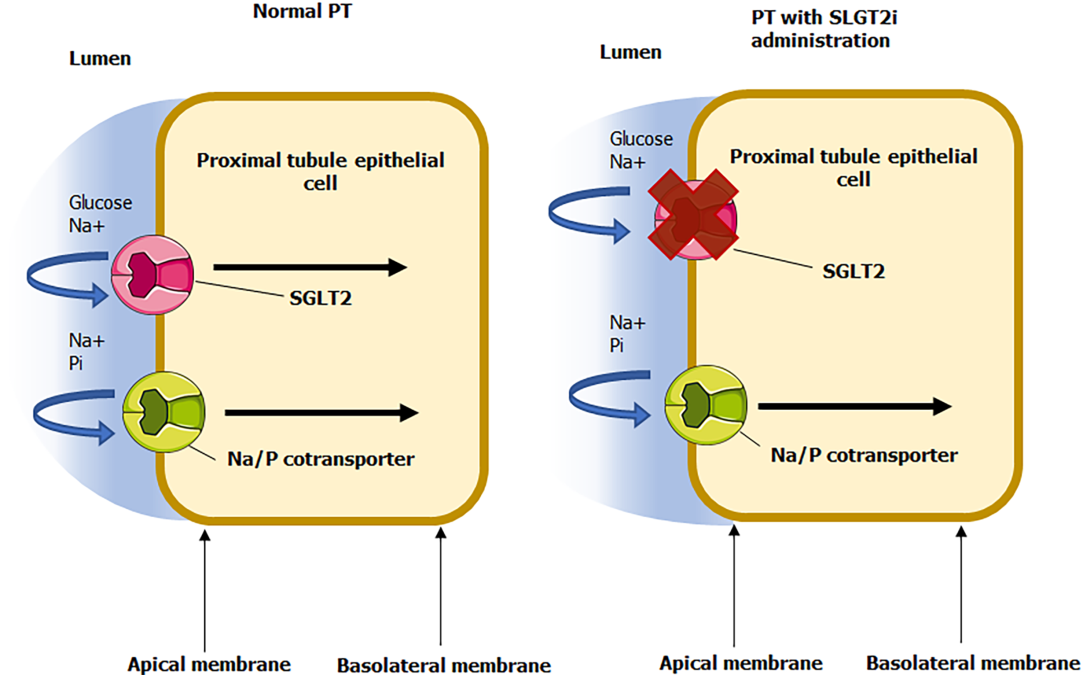 Normal PT
Lumen
Proximal tubule epithelial
cell
Glucose
Na+
SGLT2
Na+
Pi
Na/P cotransporter
Apical membrane
Basolateral membrane
PT with SLGT2i
administration
Lumen
Glucose
Na+
Proximal tubule epithelial
cell
SGLT2
Na+
Pi
Na/P cotransporter
Apical membrane
Basolateral membrane